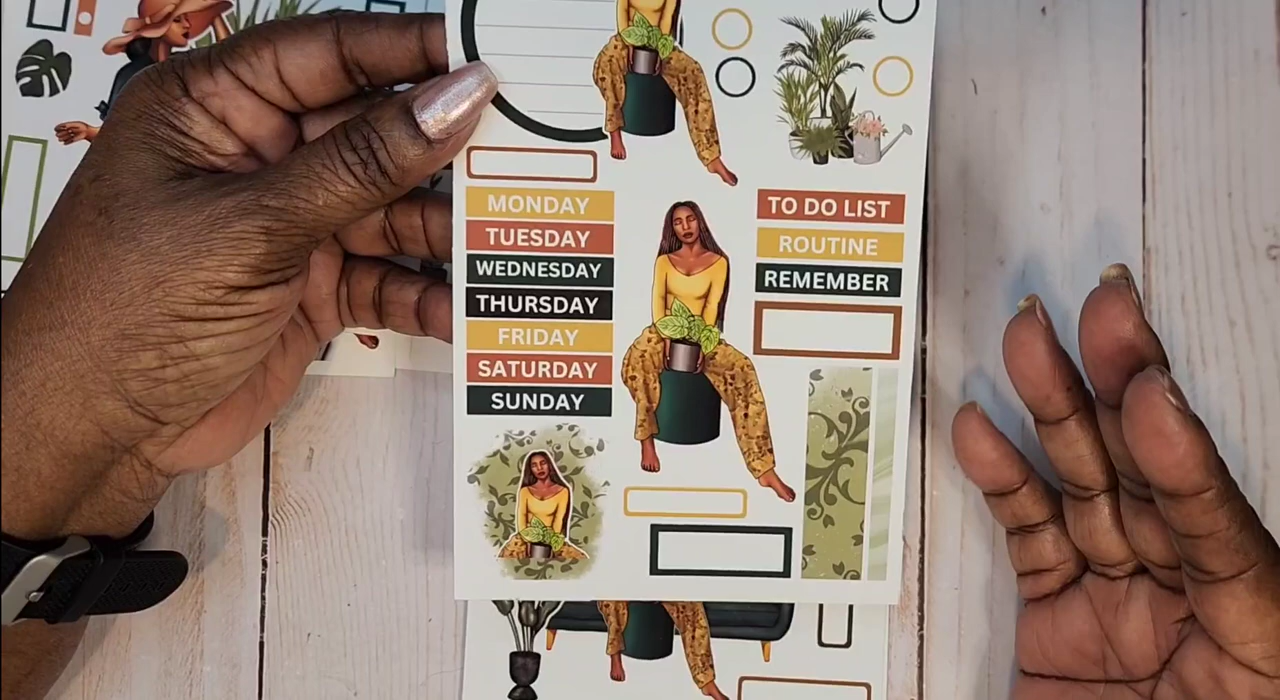 MONDAY
TUESDAY
WEDNESDAY
THURSDAY
FRIDAY
SATURDAY
SUNDAY
TO DO LIST
ROUTINE
REMEMBER